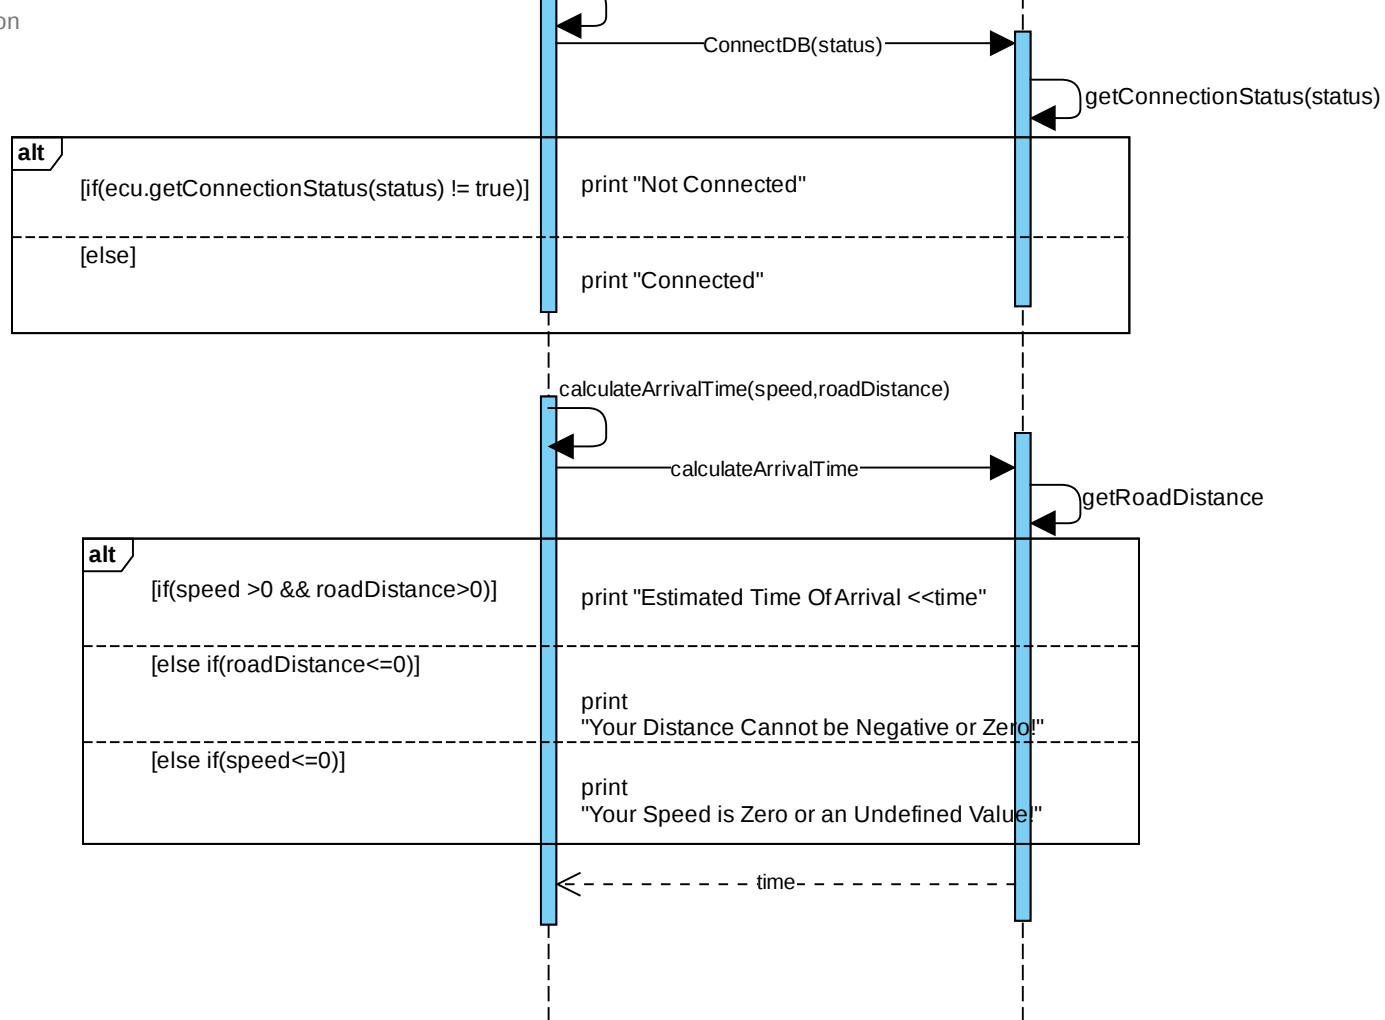 on
ConnectDB(status)
getConnectionStatus(status)
alt
[if(ecu.getConnectionStatus(status) != true)]
print "Not Connected"
[else]
print "Connected"
calculateArrivalTime(speed,roadDistance)
calculateArrivalTime
getRoadDistance
alt
[if(speed >0 && roadDistance>0)]
print "Estimated Time Of Arrival <<time"
[else if(roadDistance<=0)]
print
"Your Distance Cannot be Negative or Zero!"
[else if(speed<=0)]
print
"Your Speed is Zero or an Undefined Value!"
time